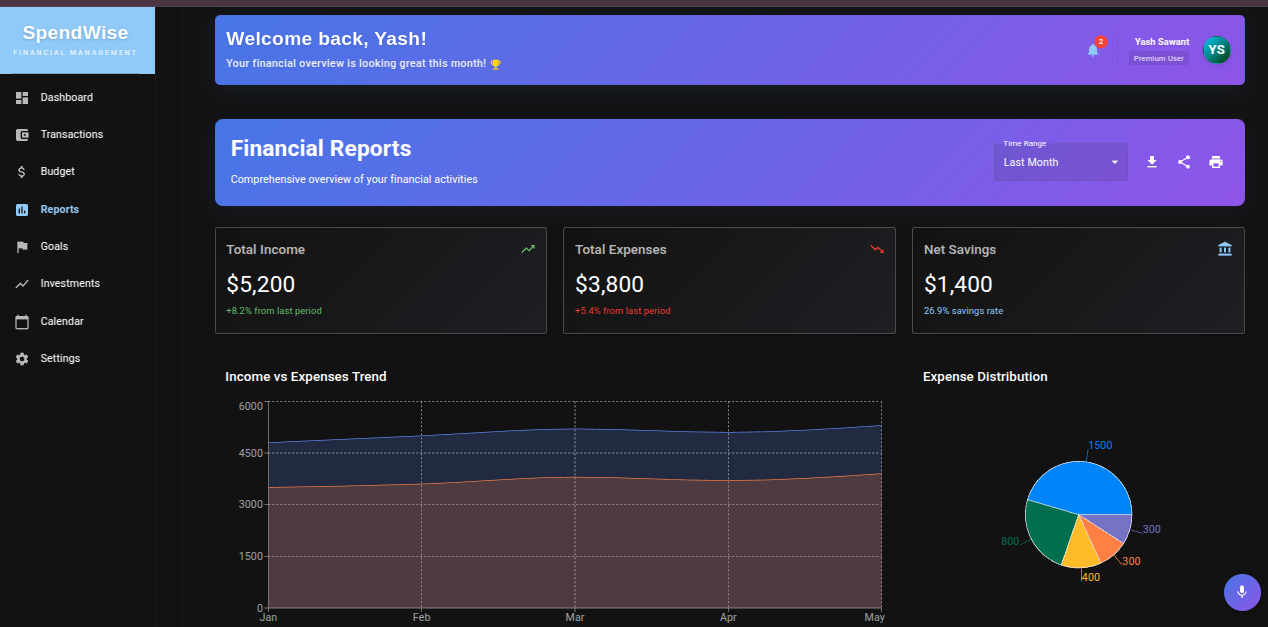 SpendWise
FINANCIAL MANAGEMENT
Dashboard
Transactions
Budget
Reports
Goals
Investments
Calendar
Settings
Welcome back, Yash!
Your financial overview is looking great this month! 🏆
2
Yash Sawant
Premium User
YS
Financial Reports
Comprehensive overview of your financial activities
Time Range
Last Month
Total Income
$5,200
+8.2% from last period
Total Expenses
$3,800
+5.4% from last period
Net Savings
$1,400
26.9% savings rate
Income vs Expenses Trend
6000
4500
3000
1500
0
Jan Feb Mar Apr May
Expense Distribution
1500
800
300
300
400